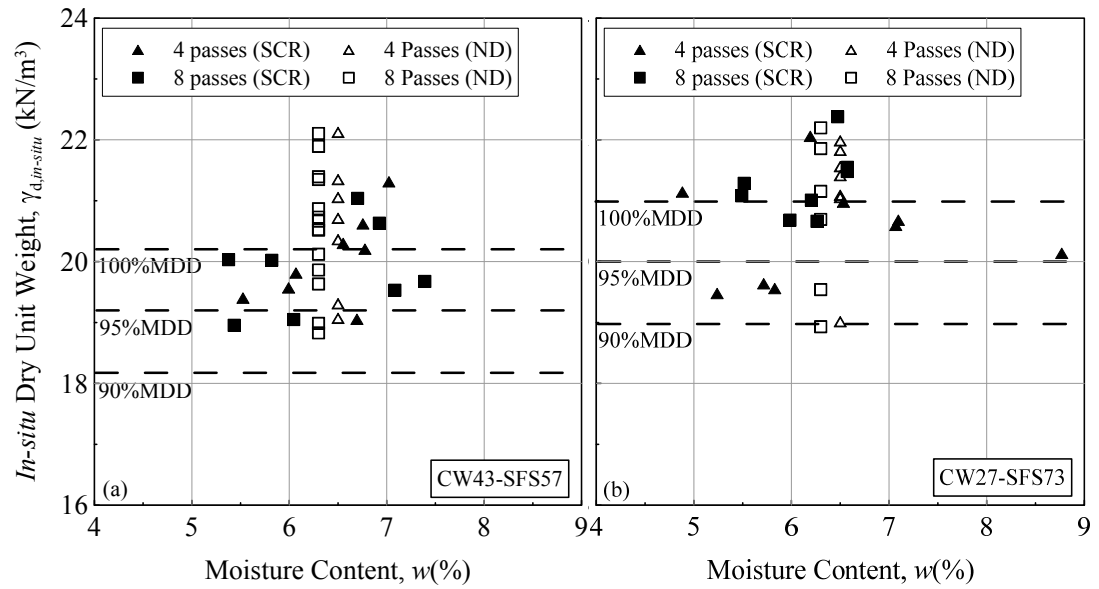 In-situ Dry Unit Weight, γd,in-situ (kN/m³)
24
22
20
18
16
4 passes (SCR) 4 Passes (ND)
8 passes (SCR) 8 Passes (ND)
100%MDD
95%MDD
90%MDD
CW43-SFS57
(a)
4 5 6 7 8 9
Moisture Content, w(%)
4 passes (SCR) 4 Passes (ND)
8 passes (SCR) 8 Passes (ND)
100%MDD
95%MDD
90%MDD
CW27-SFS73
(b)
4 5 6 7 8 9
Moisture Content, w(%)